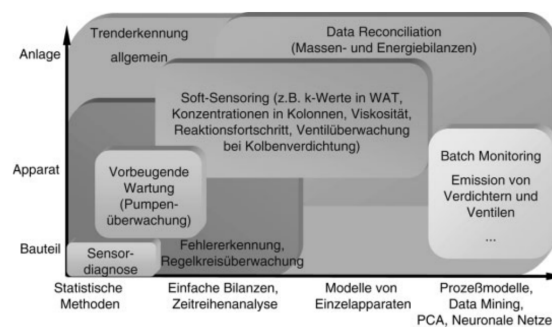 Anlage
Trenderkennung
allgemein
Data Reconciliation
(Massen- und Energiebilanzen)
Soft-Sensoring (z.B. k-Werte in WAT,
Konzentrationen in Kolonnen, Viskosität,
Reaktionsfortschritt, Ventilüberwachung
bei Kolbenverdichtung)
Apparat
Vorbeugende
Wartung
(Pumpen-
überwachung)
Batch Monitoring
Emission von
Verdichtern und
Ventilen
...
Bauteil
Sensor-
diagnose
Fehlererkennung,
Regelkreisüberwachung
Statistische
Methoden
Einfache Bilanzen,
Zeitreihenanalyse
Modelle von
Einzelapparaten
Prozeßmodelle,
Data Mining,
PCA, Neuronale Netze